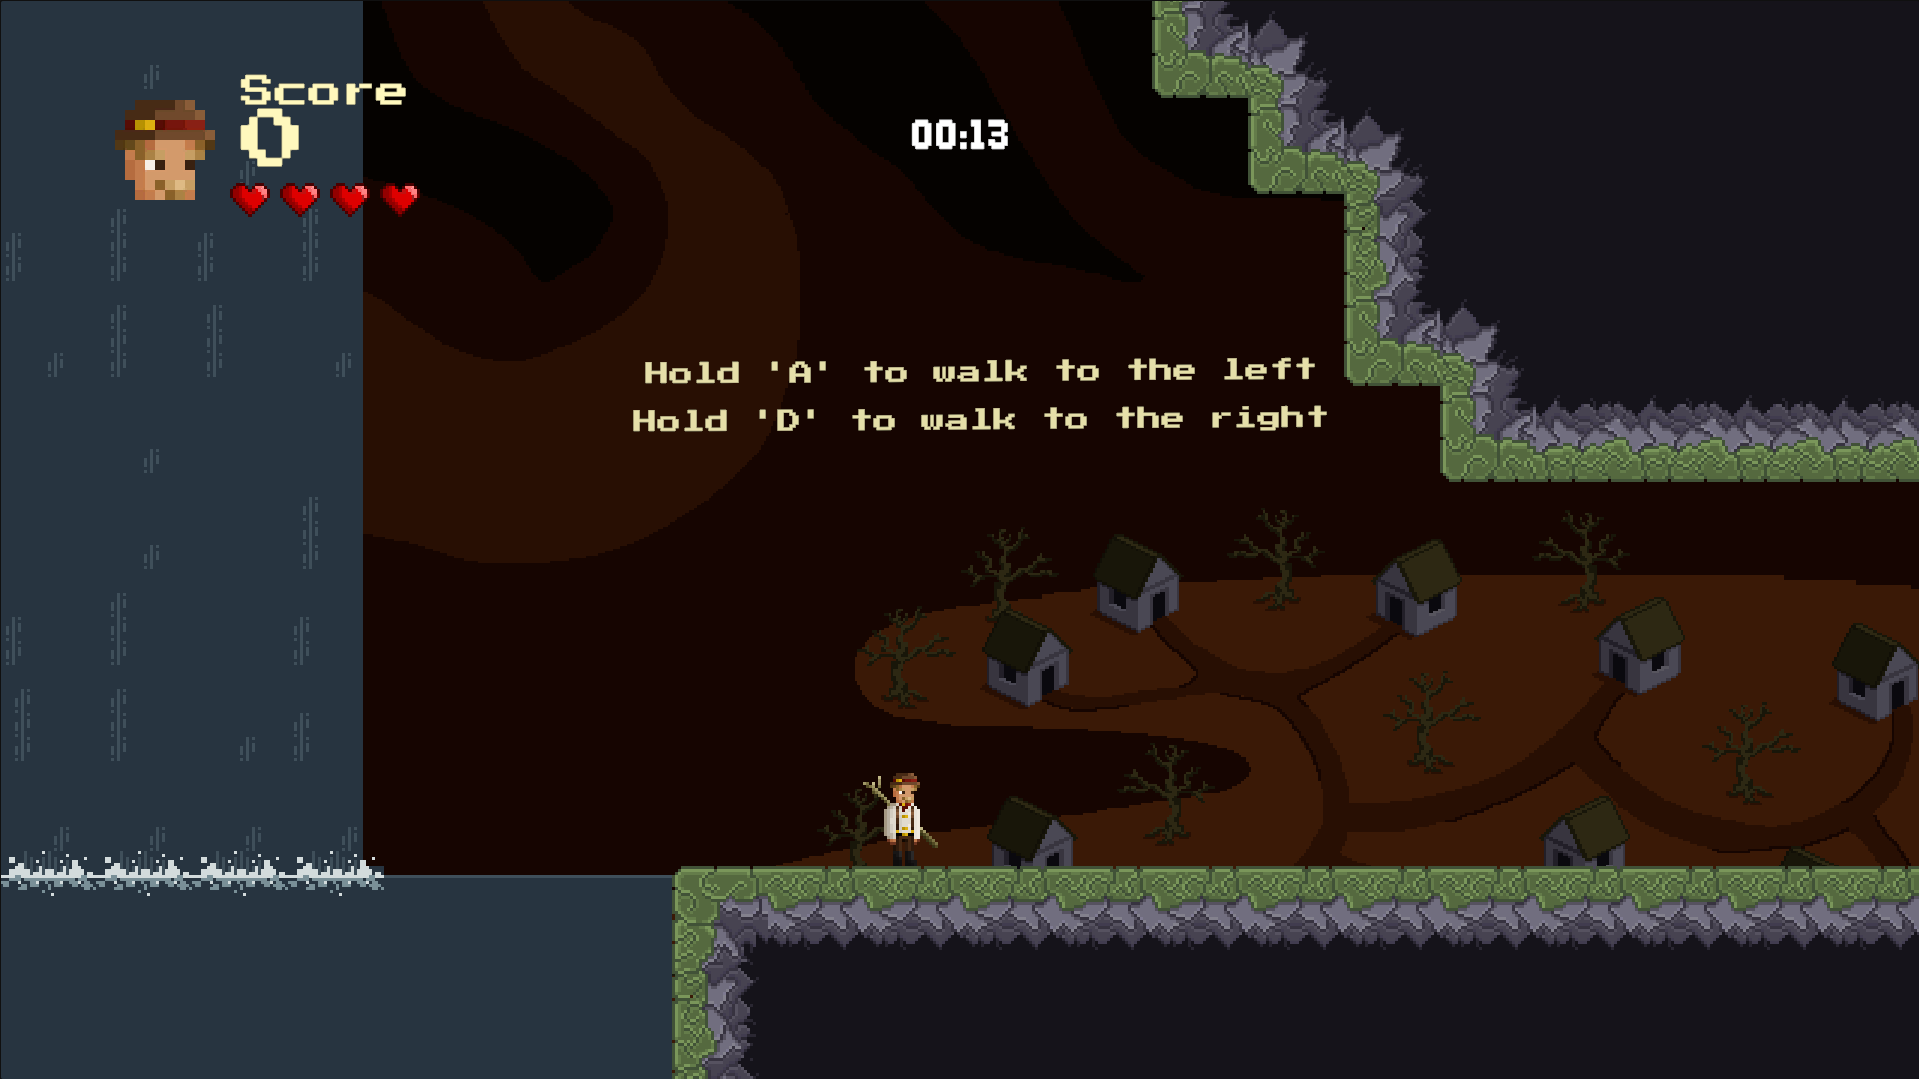 Score
0
00:13
Hold 'A' to walk to the left
Hold 'D' to walk to the right